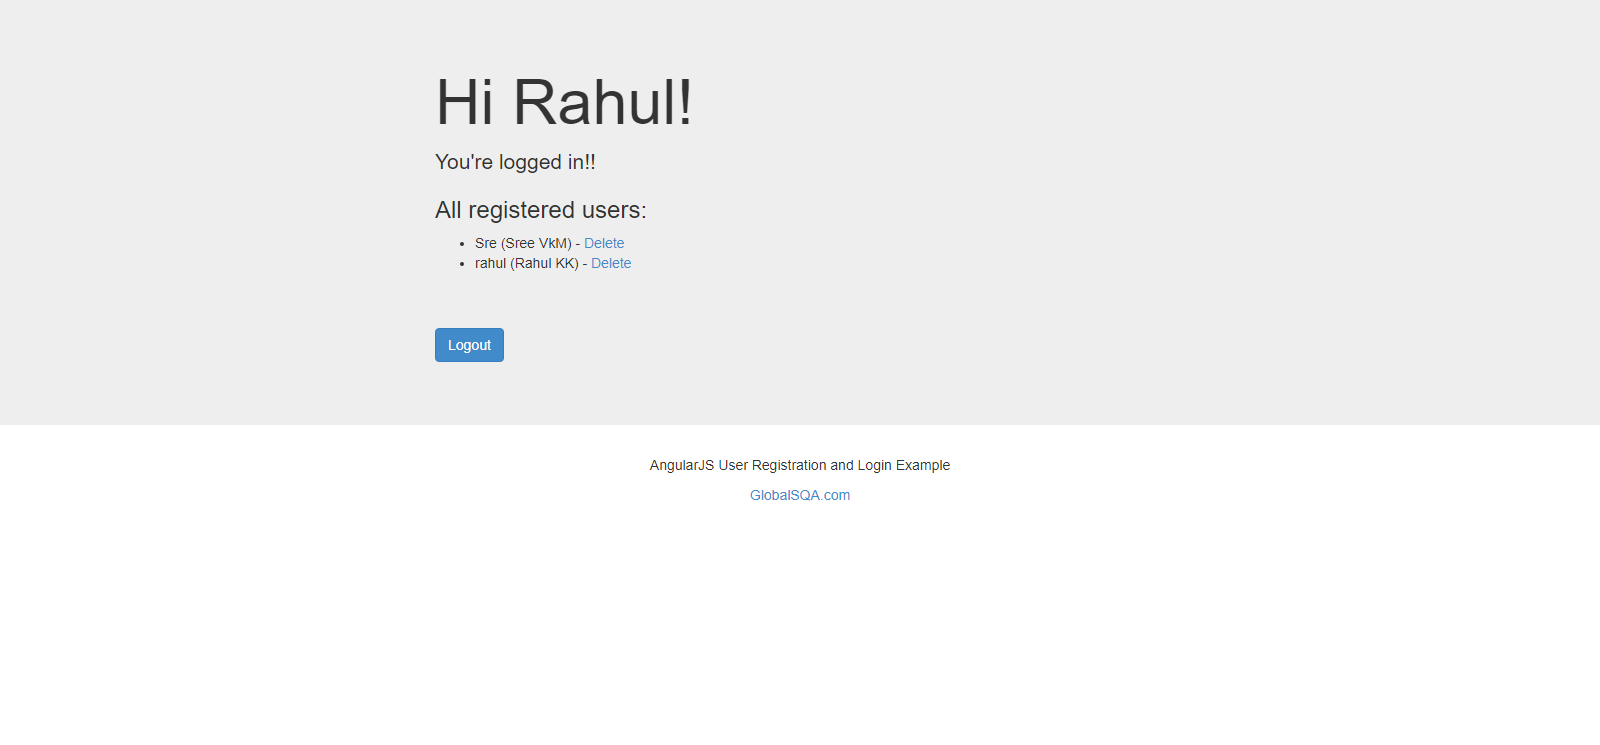 Hi Rahul!
You're logged in!!
All registered users:
• Sre (Sree VkM) - Delete
• rahul (Rahul KK) - Delete
Logout
AngularJS User Registration and Login Example
GlobalSQA.com